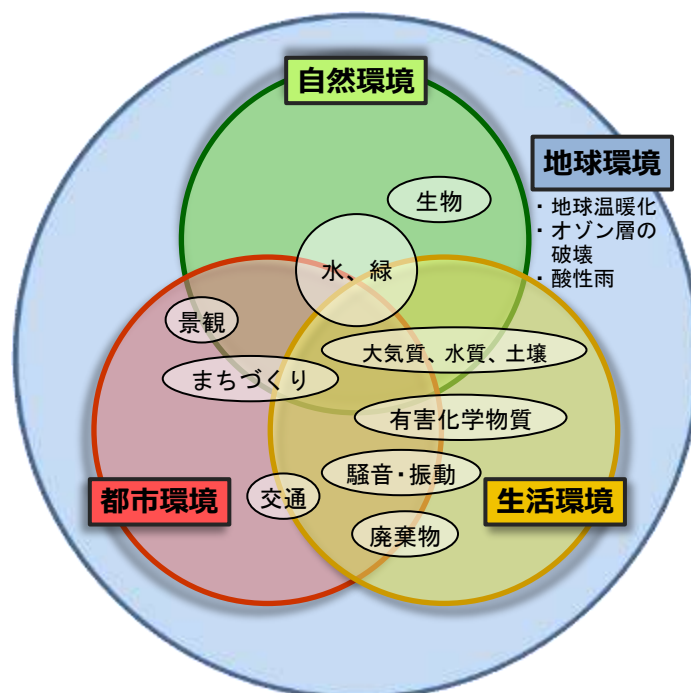 自然環境
地球環境
・地球温暖化
・オゾン層の
破壊
・酸性雨
生物
水、緑
景観
大気質、水質、土壌
まちづくり
有害化学物質
騒音・振動
都市環境
交通
生活環境
廃棄物